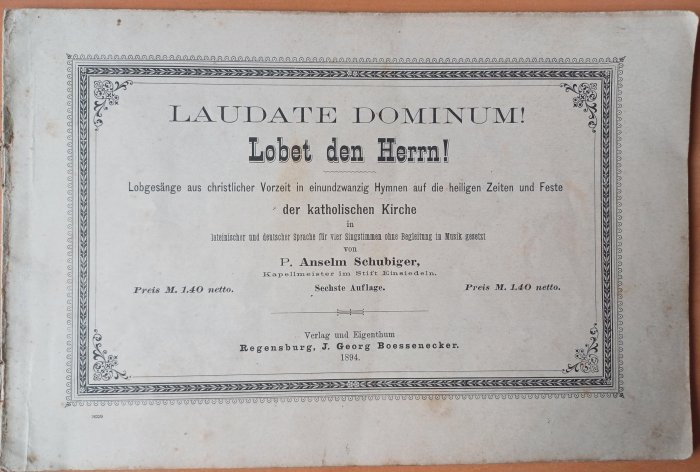 LAUDATE DOMINUM!
Lobet den Herrn!
Lobgesänge aus christlicher Vorzeit in einundzwanzig Hymnen auf die heiligen Zeiten und Feste
der katholischen Kirche
in
lateinischer und deutscher Sprache für vier Singstimmen ohne Begleitung in Musik gesetzt
von
P. Anselm Schubiger,
Kapellmeister im Stift Einsiedeln.
Preis M. 1.40 netto. Sechste Auflage. Preis M. 1.40 netto.
Verlag und Eigenthum
Regensburg, J. Georg Boessenecker.
1894.